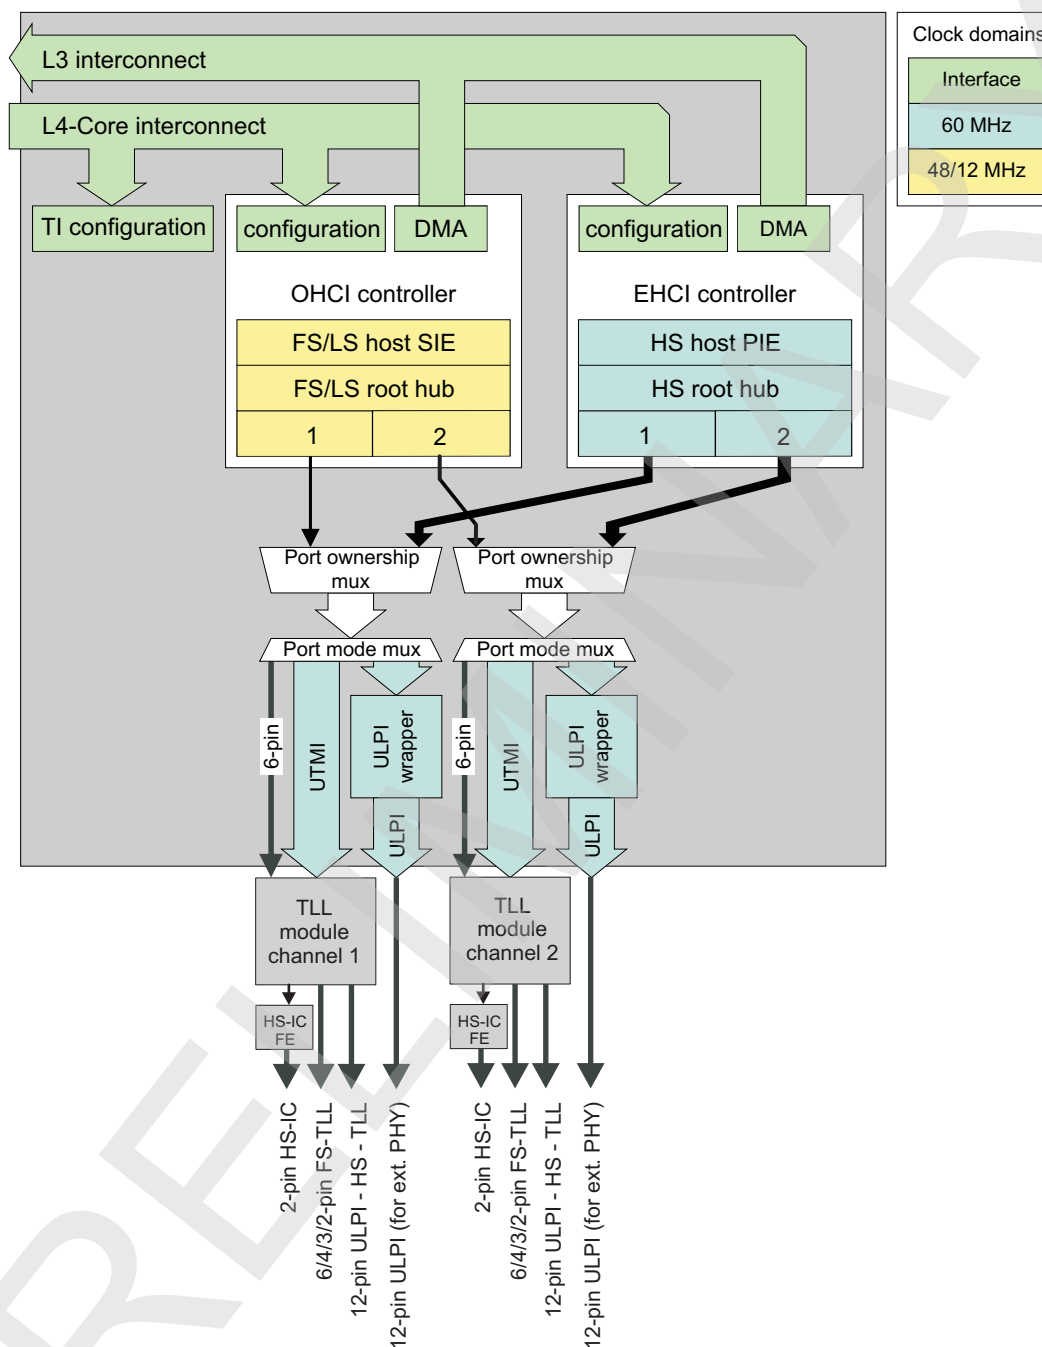 L3 interconnect
L4-Core interconnect
Clock domains
Interface
60 MHz
48/12 MHz
TI configuration
configuration
DMA
configuration
DMA
OHCI controller
EHCI controller
FS/LS host SIE
FS/LS root hub
1
2
HS host PIE
HS root hub
1
2
Port ownership
mux
Port ownership
mux
Port mode mux
Port mode mux
6-pin
UTMI
ULPI
wrapper
ULPI
6-pin
UTMI
ULPI
wrapper
ULPI
TLL
module
channel 1
TLL
module
channel 2
HS-IC
FE
HS-IC
FE
2-pin HS-IC
6/4/3/2-pin FS-TLL
12-pin ULPI - HS - TLL
12-pin ULPI (for ext. PHY)
2-pin HS-IC
6/4/3/2-pin FS-TLL
12-pin ULPI - HS - TLL
12-pin ULPI (for ext. PHY)
RELIMINAR